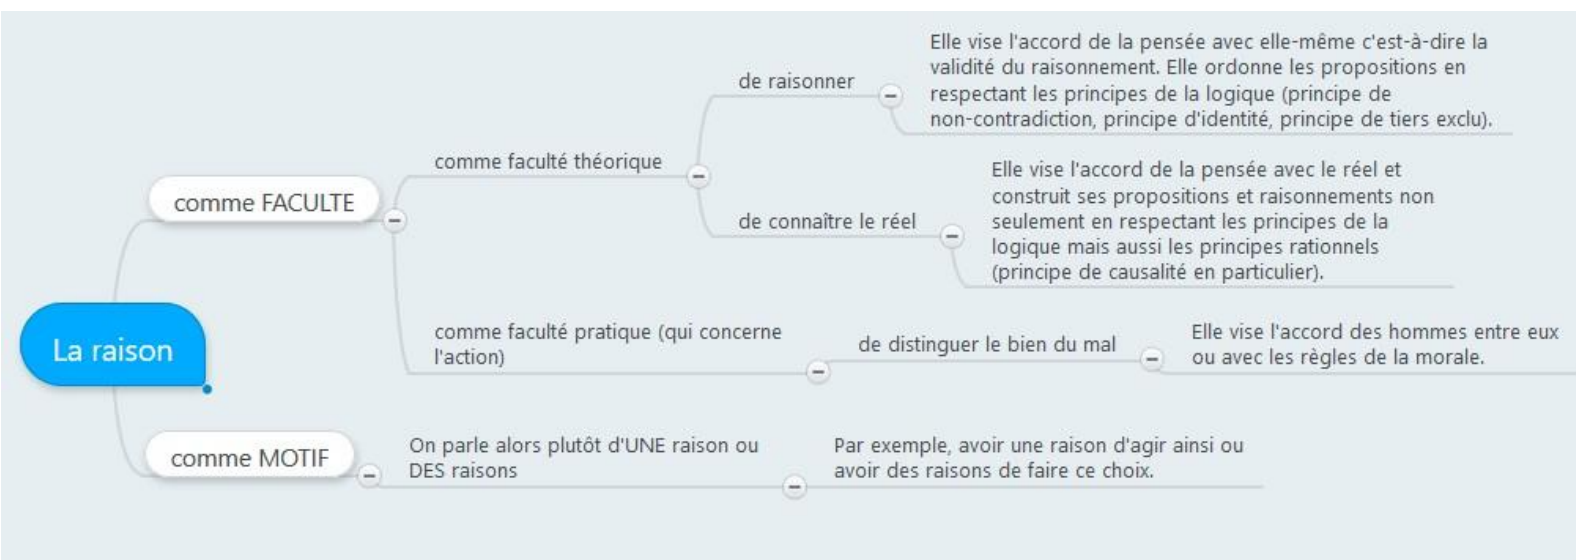 La raison
comme FACULTE
comme faculté théorique
de raisonner
Elle vise l'accord de la pensée avec elle-même c'est-à-dire la
validité du raisonnement. Elle ordonne les propositions en
respectant les principes de la logique (principe de
non-contradiction, principe d'identité, principe de tiers exclu).
de connaître le réel
Elle vise l'accord de la pensée avec le réel et
construit ses propositions et raisonnements non
seulement en respectant les principes de la
logique mais aussi les principes rationnels
(principe de causalité en particulier).
comme faculté pratique (qui concerne
l'action)
de distinguer le bien du mal
Elle vise l'accord des hommes entre eux
ou avec les règles de la morale.
comme MOTIF
On parle alors plutôt d'UNE raison ou
DES raisons
Par exemple, avoir une raison d'agir ainsi ou
avoir des raisons de faire ce choix.